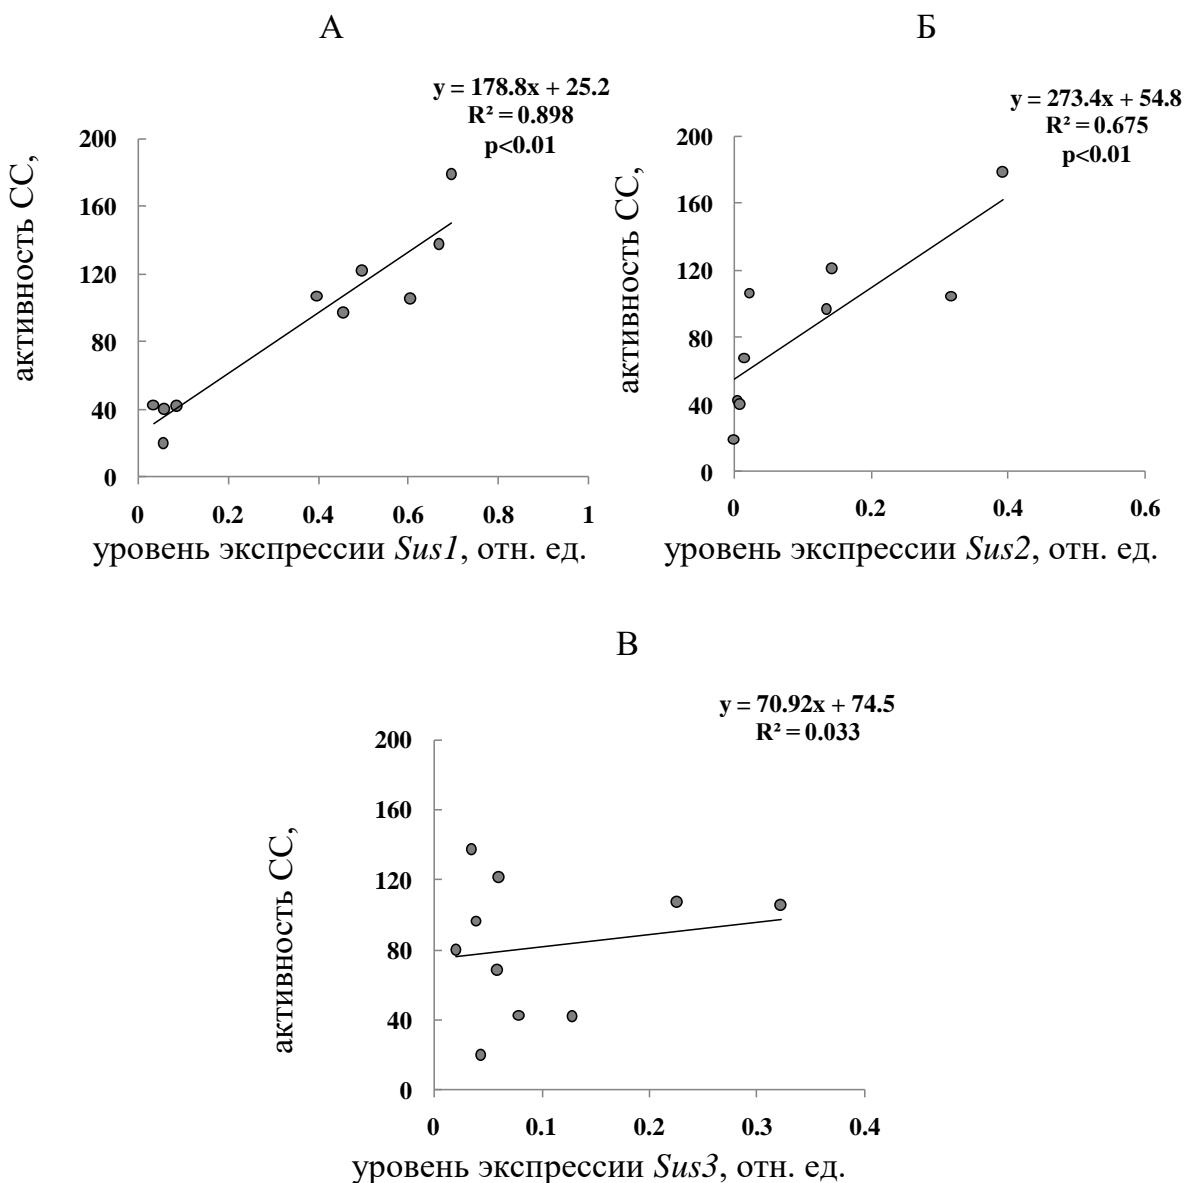 А
y = 178.8x + 25.2
R² = 0.898
p<0.01
активность СС,
200
160
120
80
40
0
0 0.2 0.4 0.6 0.8 1
уровень экспрессии Sus1, отн. ед.
Б
y = 273.4x + 54.8
R² = 0.675
p<0.01
активность СС,
200
160
120
80
40
0
0 0.2 0.4 0.6
уровень экспрессии Sus2, отн. ед.
В
y = 70.92x + 74.5
R² = 0.033
активность СС,
200
160
120
80
40
0
0 0.1 0.2 0.3 0.4
уровень экспрессии Sus3, отн. ед.